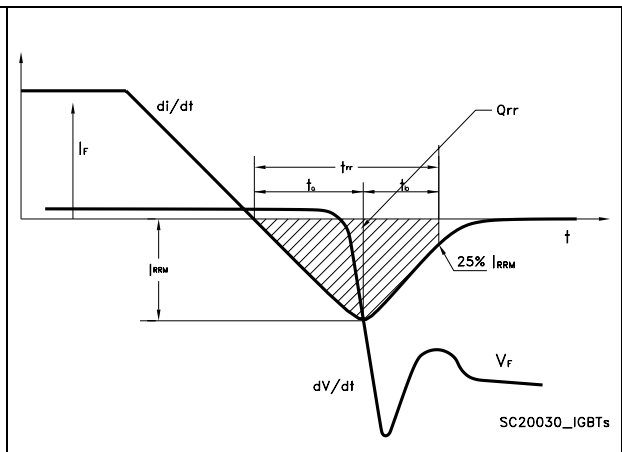 di/dt
Qrr
IF
trr
ta
tb
t
IRRM
25% IRRM
VF
dV/dt
SC20030_IGBTs